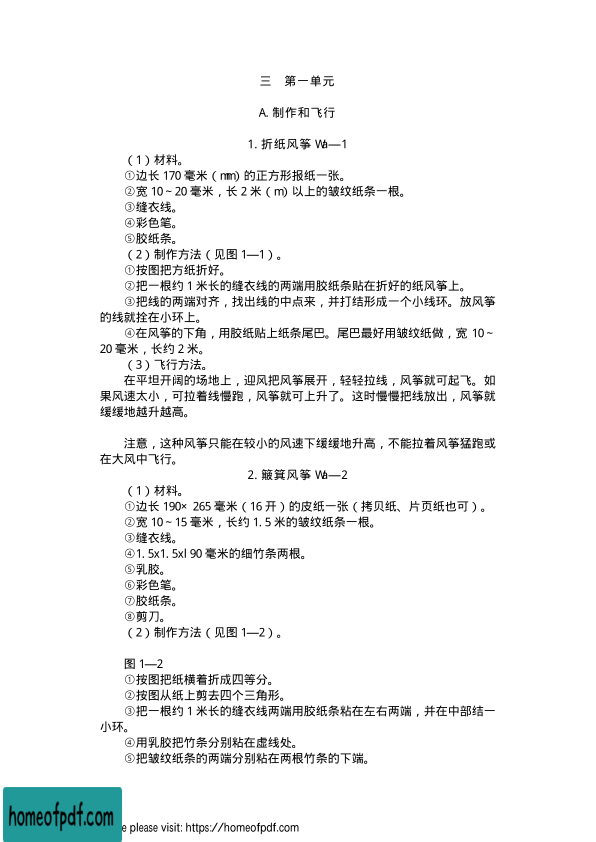 三　第一单元
A. 制作和飞行
1. 折纸风筝 Wa—1
（1）材料。
①边长 170 毫米（mm）的正方形报纸一张。
②宽 10～20 毫米，长 2 米（m）以上的皱纹纸条一根。
③缝衣线。
④彩色笔。
⑤胶纸条。
（2）制作方法（见图 1—1）。
①按图把方纸折好。
②把一根约 1 米长的缝衣线的两端用胶纸条贴在折好的纸风筝上。
③把线的两端对齐，找出线的中点来，并打结形成一个小线环。放风筝
的线就拴在小环上。
④在风筝的下角，用胶纸贴上纸条尾巴。尾巴最好用皱纹纸做，宽 10～
20 毫米，长约 2 米。
（3）飞行方法。
在平坦开阔的场地上，迎风把风筝展开，轻轻拉线，风筝就可起飞。如
果风速太小，可拉着线慢跑，风筝就可上升了。这时慢慢把线放出，风筝就
缓缓地越升越高。
注意，这种风筝只能在较小的风速下缓缓地升高，不能拉着风筝猛跑或
在大风中飞行。
2. 簸箕风筝 Wa—2
（1）材料。
①边长 190× 265 毫米（16 开）的皮纸一张（拷贝纸、片页纸也可）。
②宽 10～15 毫米，长约 1.5 米的皱纹纸条一根。
③缝衣线。
④1.5x1.5xl90 毫米的细竹条两根。
⑤乳胶。
⑥彩色笔。
⑦胶纸条。
⑧剪刀。
（2）制作方法（见图 1—2）。
图 1—2
①按图把纸横着折成四等分。
②按图从纸上剪去四个三角形。
③把一根约 1 米长的缝衣线两端用胶纸条粘在左右两端，并在中部结一
小环。
④用乳胶把竹条分别粘在虚线处。
⑤把皱纹纸条的两端分别粘在两根竹条的下端。
homeofpdf.com
e please visit: https://homeofpdf.com